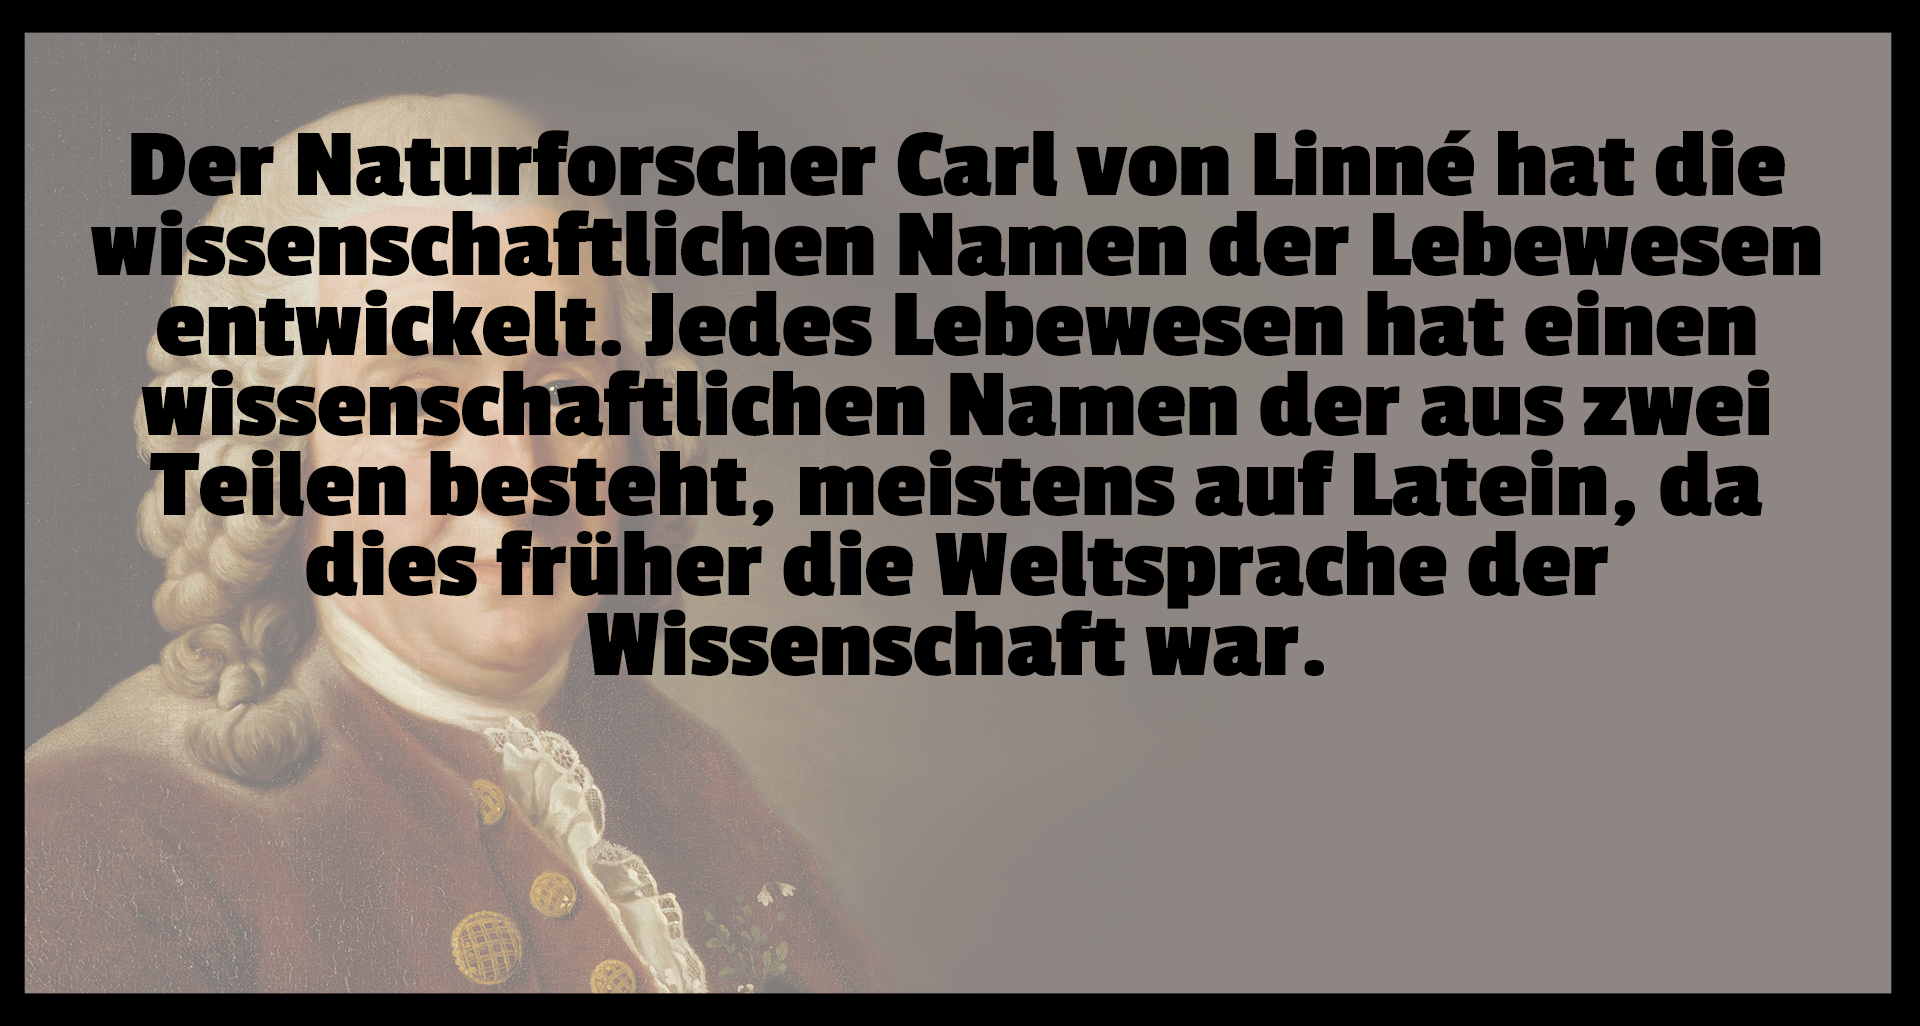 Der Naturforscher Carl von Linné hat die
wissenschaftlichen Namen der Lebewesen
entwickelt. Jedes Lebewesen hat einen
wissenschaftlichen Namen der aus zwei
Teilen besteht, meistens auf Latein, da
dies früher die Weltsprache der
Wissenschaft war.